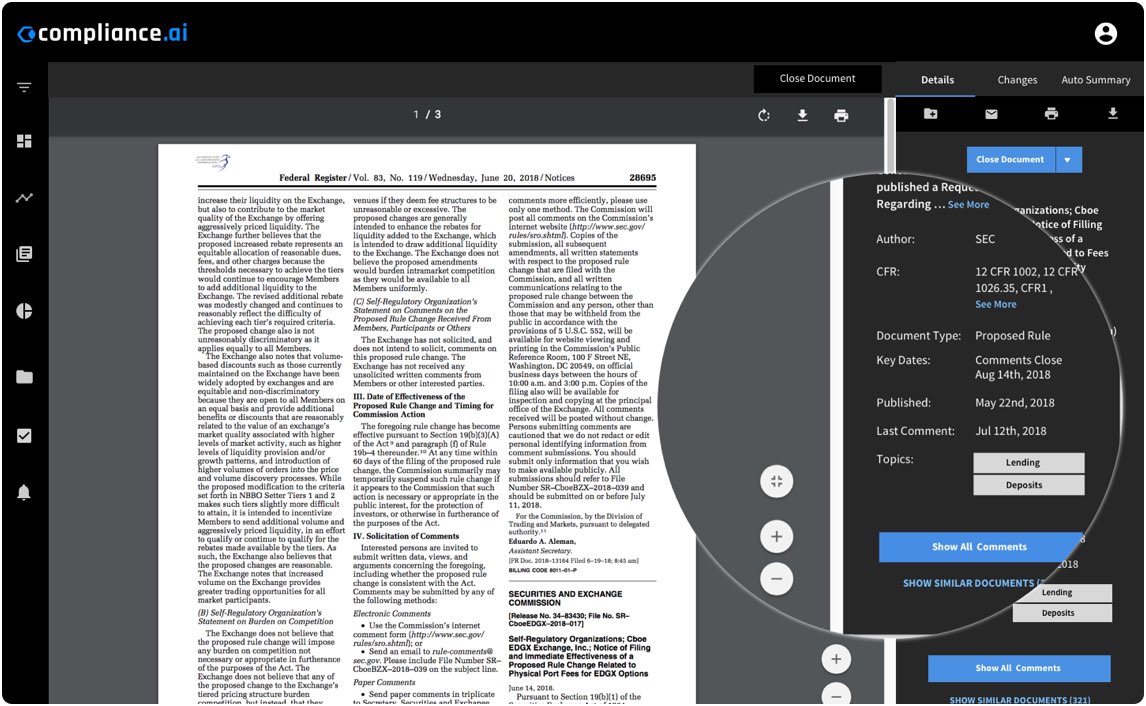 compliance.ai
Close Document
Details
Changes
Auto Summary
1 / 3
Close Document
Federal Register / Vol. 83, No. 119 / Wednesday, June 20, 2018 / Notices
28695
increase their liquidity on the Exchange,
but also to contribute to the market
quality of the Exchange by offering
aggressively priced liquidity. The
Exchange further believes that the
proposed increased rebate represents an
equitable allocation of reasonable dues,
fees, and other charges because the
thresholds necessary to achieve the tiers
would continue to encourage Members
to add additional liquidity to the
Exchange. The revised additional rebate
was modestly changed and continues to
reasonably reflect the difficulty of
achieving each tier's required criteria.
The proposed change also is not
unreasonably discriminatory as it
applies equally to all Members.
The Exchange also notes that volume-
based discounts such as those currently
maintained on the Exchange have been
widely adopted by exchanges and are
equitable and non-discriminatory
because they are open to all Members on
an equal basis and provide additional
benefits or discounts that are reasonably
related to the value of an exchange's
market quality associated with higher
levels of market activity, such as higher
levels of liquidity provision and/or
growth patterns, and introduction of
higher volumes of orders into the price
and volume discovery processes. While
the proposed modification to the criteria
set forth in NBBO Setter Tiers 1 and 2
makes such tiers slightly more difficult
to attain, it is intended to incentivize
Members to send additional volume and
aggressively priced liquidity, in an effort
to qualify or continue to qualify for the
rebates made available by the tiers. As
such, the Exchange also believes that
the proposed changes are reasonable.
The Exchange notes that increased
volume on the Exchange provides
greater trading opportunities for all
market participants.
(B) Self-Regulatory Organization's
Statement on Burden on Competition
The Exchange does not believe that
the proposed rule change will impose
any burden on competition not
necessary or appropriate in furtherance
of the purposes of the Act. The
Exchange does not believe that any of
the proposed change to the Exchange's
tiered pricing structure burden
competition, but instead, that they
venues if they deem fee structures to be
unreasonable or excessive. The
proposed changes are generally
intended to enhance the rebates for
liquidity added to the Exchange, which
is intended to draw additional liquidity
to the Exchange. The Exchange does not
believe the proposed amendments
would burden intramarket competition
as they would be available to all
Members uniformly.
(C) Self-Regulatory Organization's
Statement on Comments on the
Proposed Rule Change Received From
Members, Participants or Others
The Exchange has not solicited, and
does not intend to solicit, comments on
this proposed rule change. The
Exchange has not received any
unsolicited written comments from
Members or other interested parties.
III. Date of Effectiveness of the
Proposed Rule Change and Timing for
Commission Action
The foregoing rule change has become
effective pursuant to Section 19(b)(3)(A)
of the Act 9 and paragraph (f) of Rule
19b-4 thereunder.10 At any time within
60 days of the filing of the proposed rule
change, the Commission summarily may
temporarily suspend such rule change if
it appears to the Commission that such
action is necessary or appropriate in the
public interest, for the protection of
investors, or otherwise in furtherance of
the purposes of the Act.
IV. Solicitation of Comments
Interested persons are invited to
submit written data, views, and
arguments concerning the foregoing,
including whether the proposed rule
change is consistent with the Act.
Comments may be submitted by any of
the following methods:
Electronic Comments
• Use the Commission's internet
comment form (http://www.sec.gov/
rules/sro.shtml); or
• Send an email to rule-comments@
sec.gov. Please include File Number SR-
CboeBZX-2018-039 on the subject line.
Paper Comments
• Send paper comments in triplicate
to Secretary, Securities and Exchange
comments more efficiently, please use
only one method. The Commission will
post all comments on the Commission's
internet website (http://www.sec.gov/
rules/sro.shtml). Copies of the
submission, all subsequent
amendments, all written statements
with respect to the proposed rule
change that are filed with the
Commission, and all written
communications relating to the
proposed rule change between the
Commission and any person, other than
those that may be withheld from the
public in accordance with the
provisions of 5 U.S.C. 552, will be
available for website viewing and
printing in the Commission's Public
Reference Room, 100 F Street NE,
Washington, DC 20549, on official
business days between the hours of
10:00 a.m. and 3:00 p.m. Copies of the
filing also will be available for
inspection and copying at the principal
office of the Exchange. All comments
received will be posted without change.
Persons submitting comments are
cautioned that we do not redact or edit
personal identifying information from
comment submissions. You should
submit only information that you wish
to make available publicly. All
submissions should refer to File
Number SR-CboeBZX-2018-039 and
should be submitted on or before July
11, 2018.
For the Commission, by the Division of
Trading and Markets, pursuant to delegated
authority.11
Eduardo A. Aleman,
Assistant Secretary.
[FR Doc. 2018-13164 Filed 6-19-18; 8:45 am]
BILLING CODE 8011-01-P
SECURITIES AND EXCHANGE
COMMISSION
[Release No. 34-83430; File No. SR-
CboeEDGX-2018-017]
Self-Regulatory Organizations; Cboe
EDGX Exchange, Inc.; Notice of Filing
and Immediate Effectiveness of a
Proposed Rule Change Related to
Physical Port Fees for EDGX Options
June 14, 2018.
Pursuant to Section 19(b)(1) of the
published a Reque
Regarding ... See More
ganizations; Cboe
otice of Filing
ss of a
d to Fees
Author:
SEC
CFR:
12 CFR 1002, 12 CFR
1026.35, CFR1 ,
See More
Document Type:
Proposed Rule
Key Dates:
Comments Close
Aug 14th, 2018
Published:
May 22nd, 2018
Last Comment:
Jul 12th, 2018
Topics:
Lending
Deposits
Show All Comments
2018
SHOW SIMILAR DOCUMENTS (
Lending
Deposits
Show All Comments
SHOW SIMILAR DOCUMENTS (321)